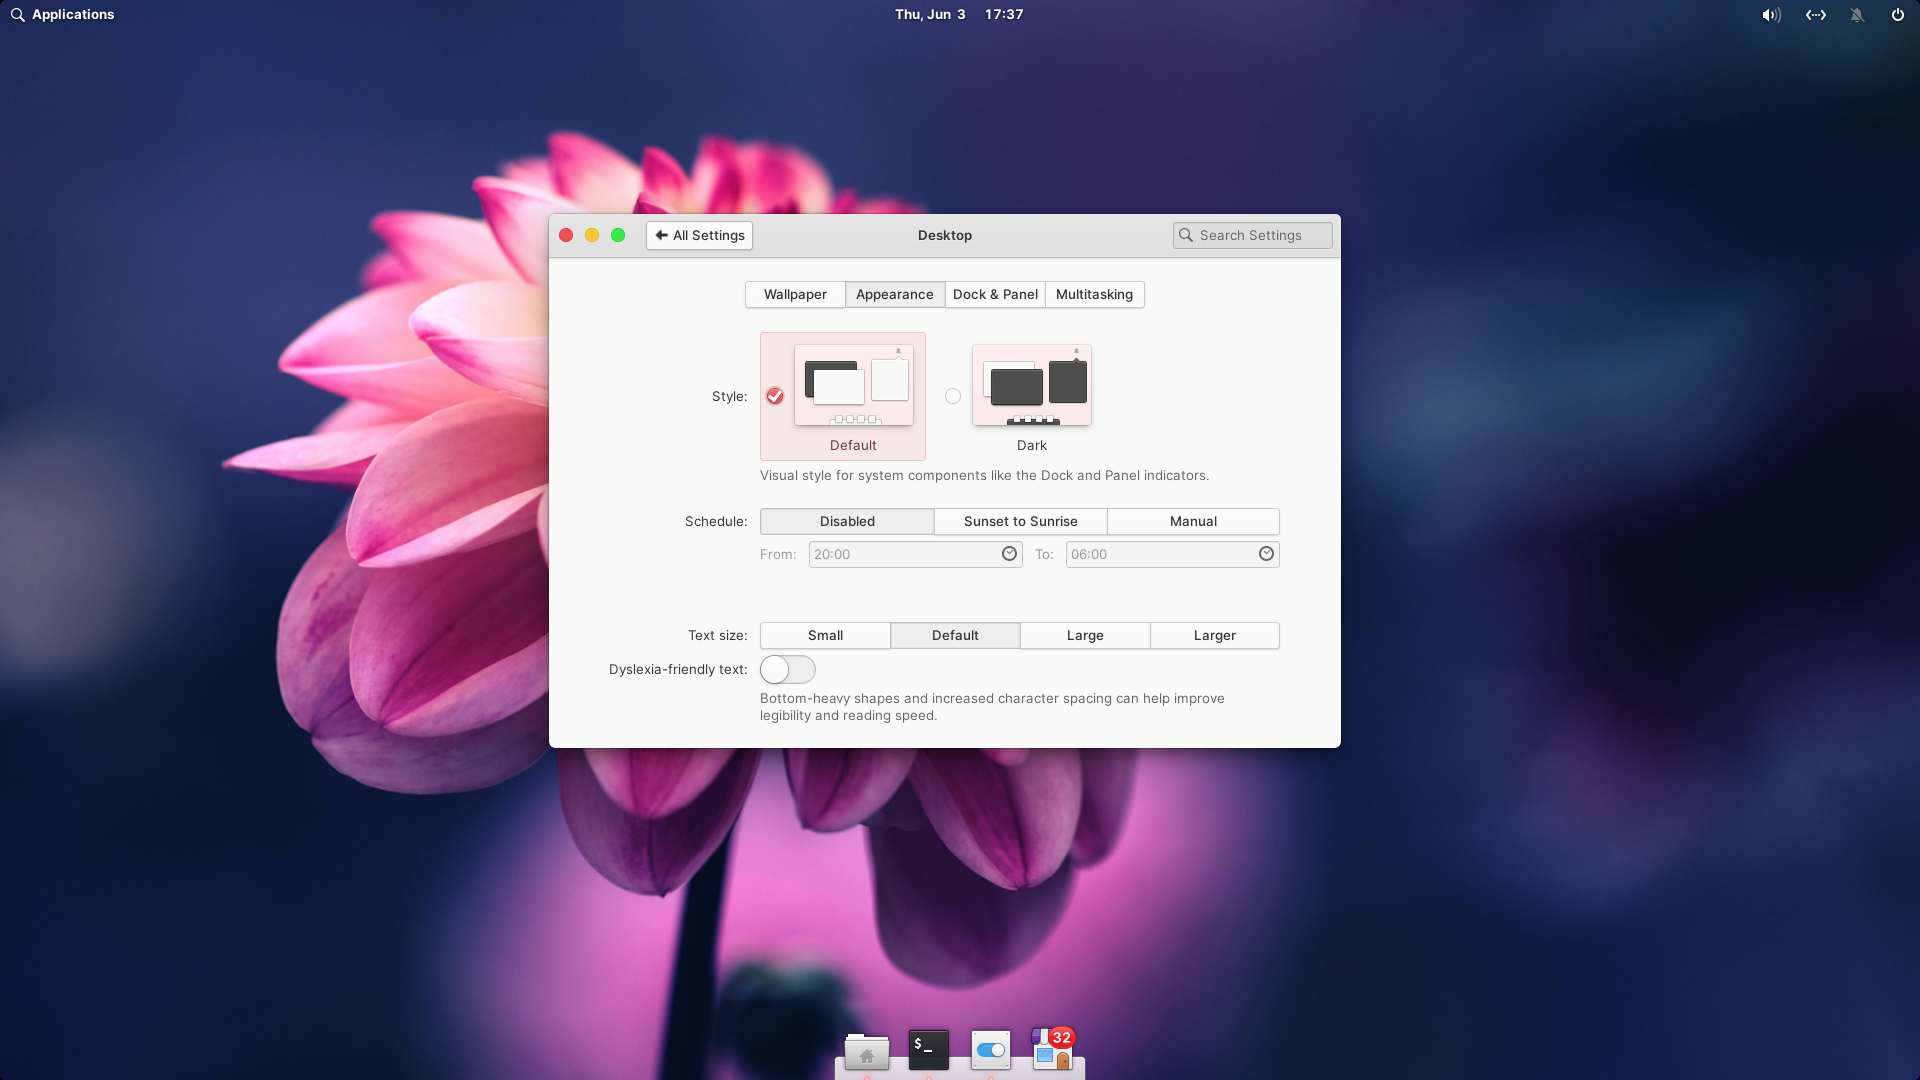 Applications
Thu, Jun 3 17:37
All Settings
Desktop
Search Settings
Wallpaper Appearance Dock & Panel Multitasking
Style:
Default
Dark
Visual style for system components like the Dock and Panel indicators.
Schedule: Disabled Sunset to Sunrise Manual
From: 20:00 To: 06:00
Text size: Small Default Large Larger
Dyslexia-friendly text:
Bottom-heavy shapes and increased character spacing can help improve
legibility and reading speed.
$_
32